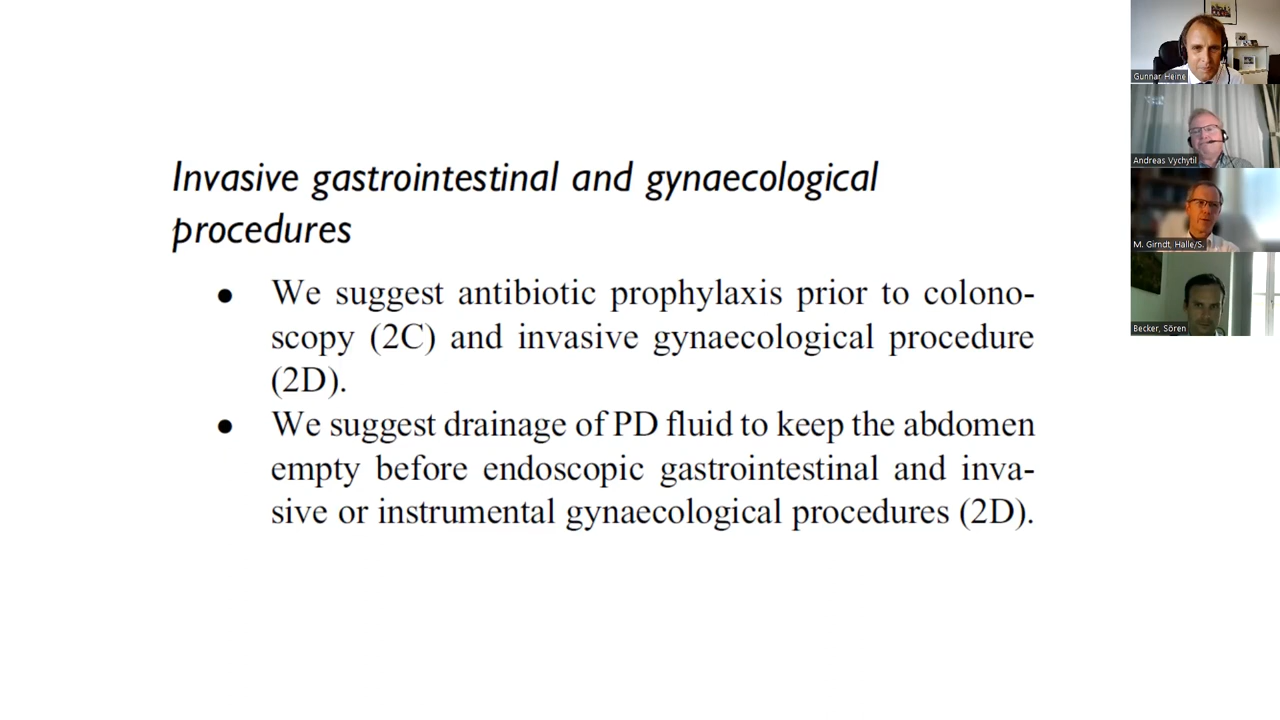 Invasive gastrointestinal and gynaecological
procedures
• We suggest antibiotic prophylaxis prior to colono-
scopy (2C) and invasive gynaecological procedure
(2D).
• We suggest drainage of PD fluid to keep the abdomen
empty before endoscopic gastrointestinal and inva-
sive or instrumental gynaecological procedures (2D).
Gunnar Heine
Andreas Vychytil
M. Girndt, Halle/S.
Becker, Sören